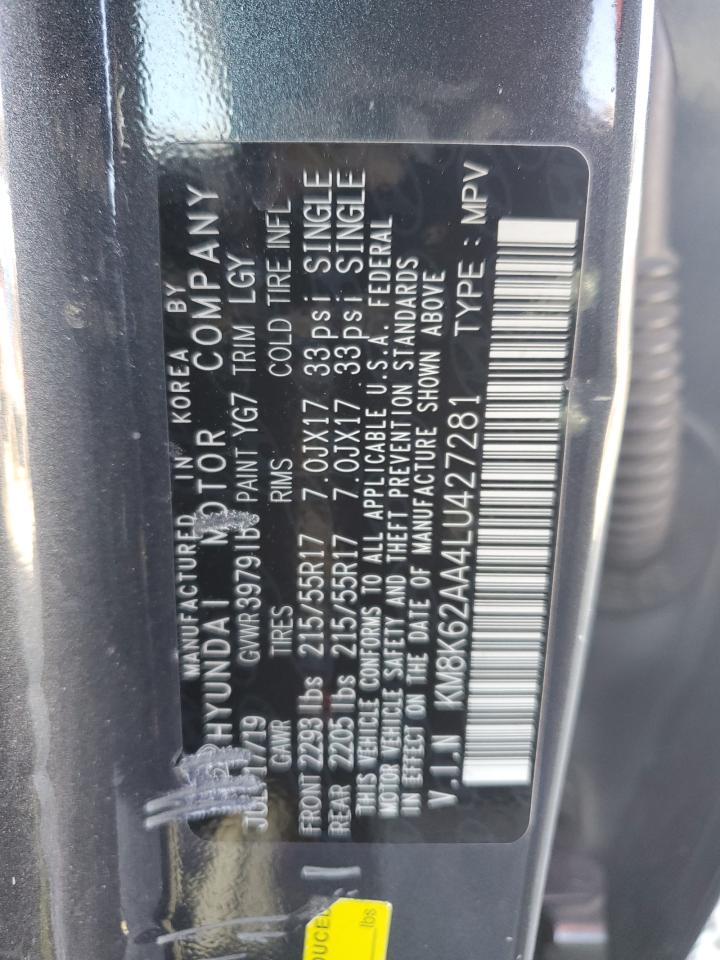 MANUFACTURED IN KOREA BY
HYUNDAI MOTOR COMPANY
GVWR 3979 lbs PAINT YG7 TRIM LGY
GAWR TIRES RIMS COLD TIRE INFL
FRONT 2293 lbs 215/55R17 7.0JX17 33psi SINGLE
REAR 2205 lbs 215/55R17 7.0JX17 33psi SINGLE
THIS VEHICLE CONFORMS TO ALL APPLICABLE U.S.A. FEDERAL
MOTOR VEHICLE SAFETY AND THEFT PREVENTION STANDARDS
IN EFFECT ON THE DATE OF MANUFACTURE SHOWN ABOVE
V.I.N KM8K62AA4LU427281 TYPE : MPV
lbs